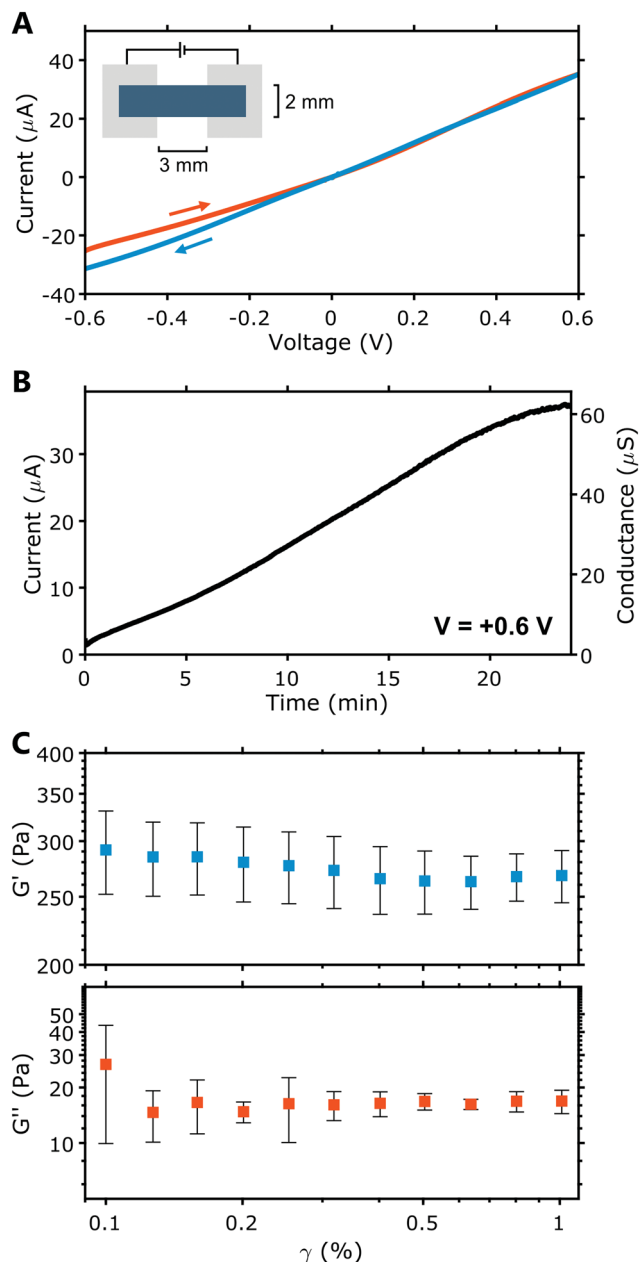 A
Current (μA)
40
20
0
-20
-40
2 mm
3 mm
-0.6 -0.4 -0.2 0 0.2 0.4 0.6
Voltage (V)
B
Current (μA)
30
20
10
0
Conductance (μS)
60
40
20
0
V = +0.6 V
0 5 10 15 20
Time (min)
C
G' (Pa)
400
350
300
250
200
G'' (Pa)
50
40
30
20
10
0.1 0.2 0.5 1
γ (%)